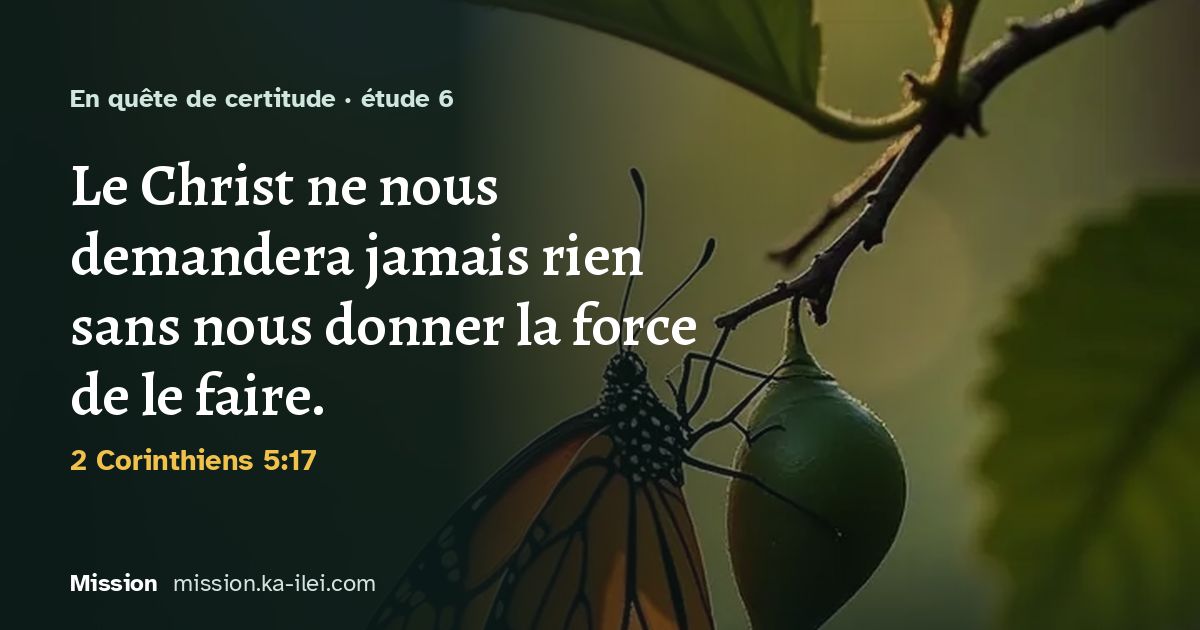 En quête de certitude · étude 6
Le Christ ne nous
demandera jamais rien
sans nous donner la force
de le faire.
2 Corinthiens 5:17
Mission mission.ka-ilei.com